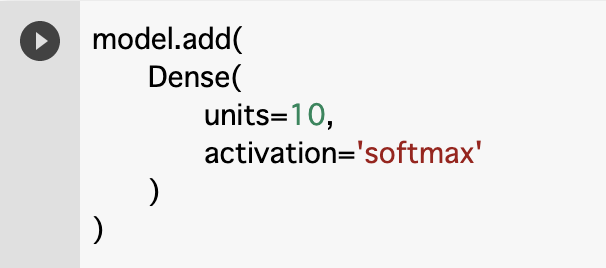 model.add(
    Dense(
        units=10,
        activation='softmax'
    )
)